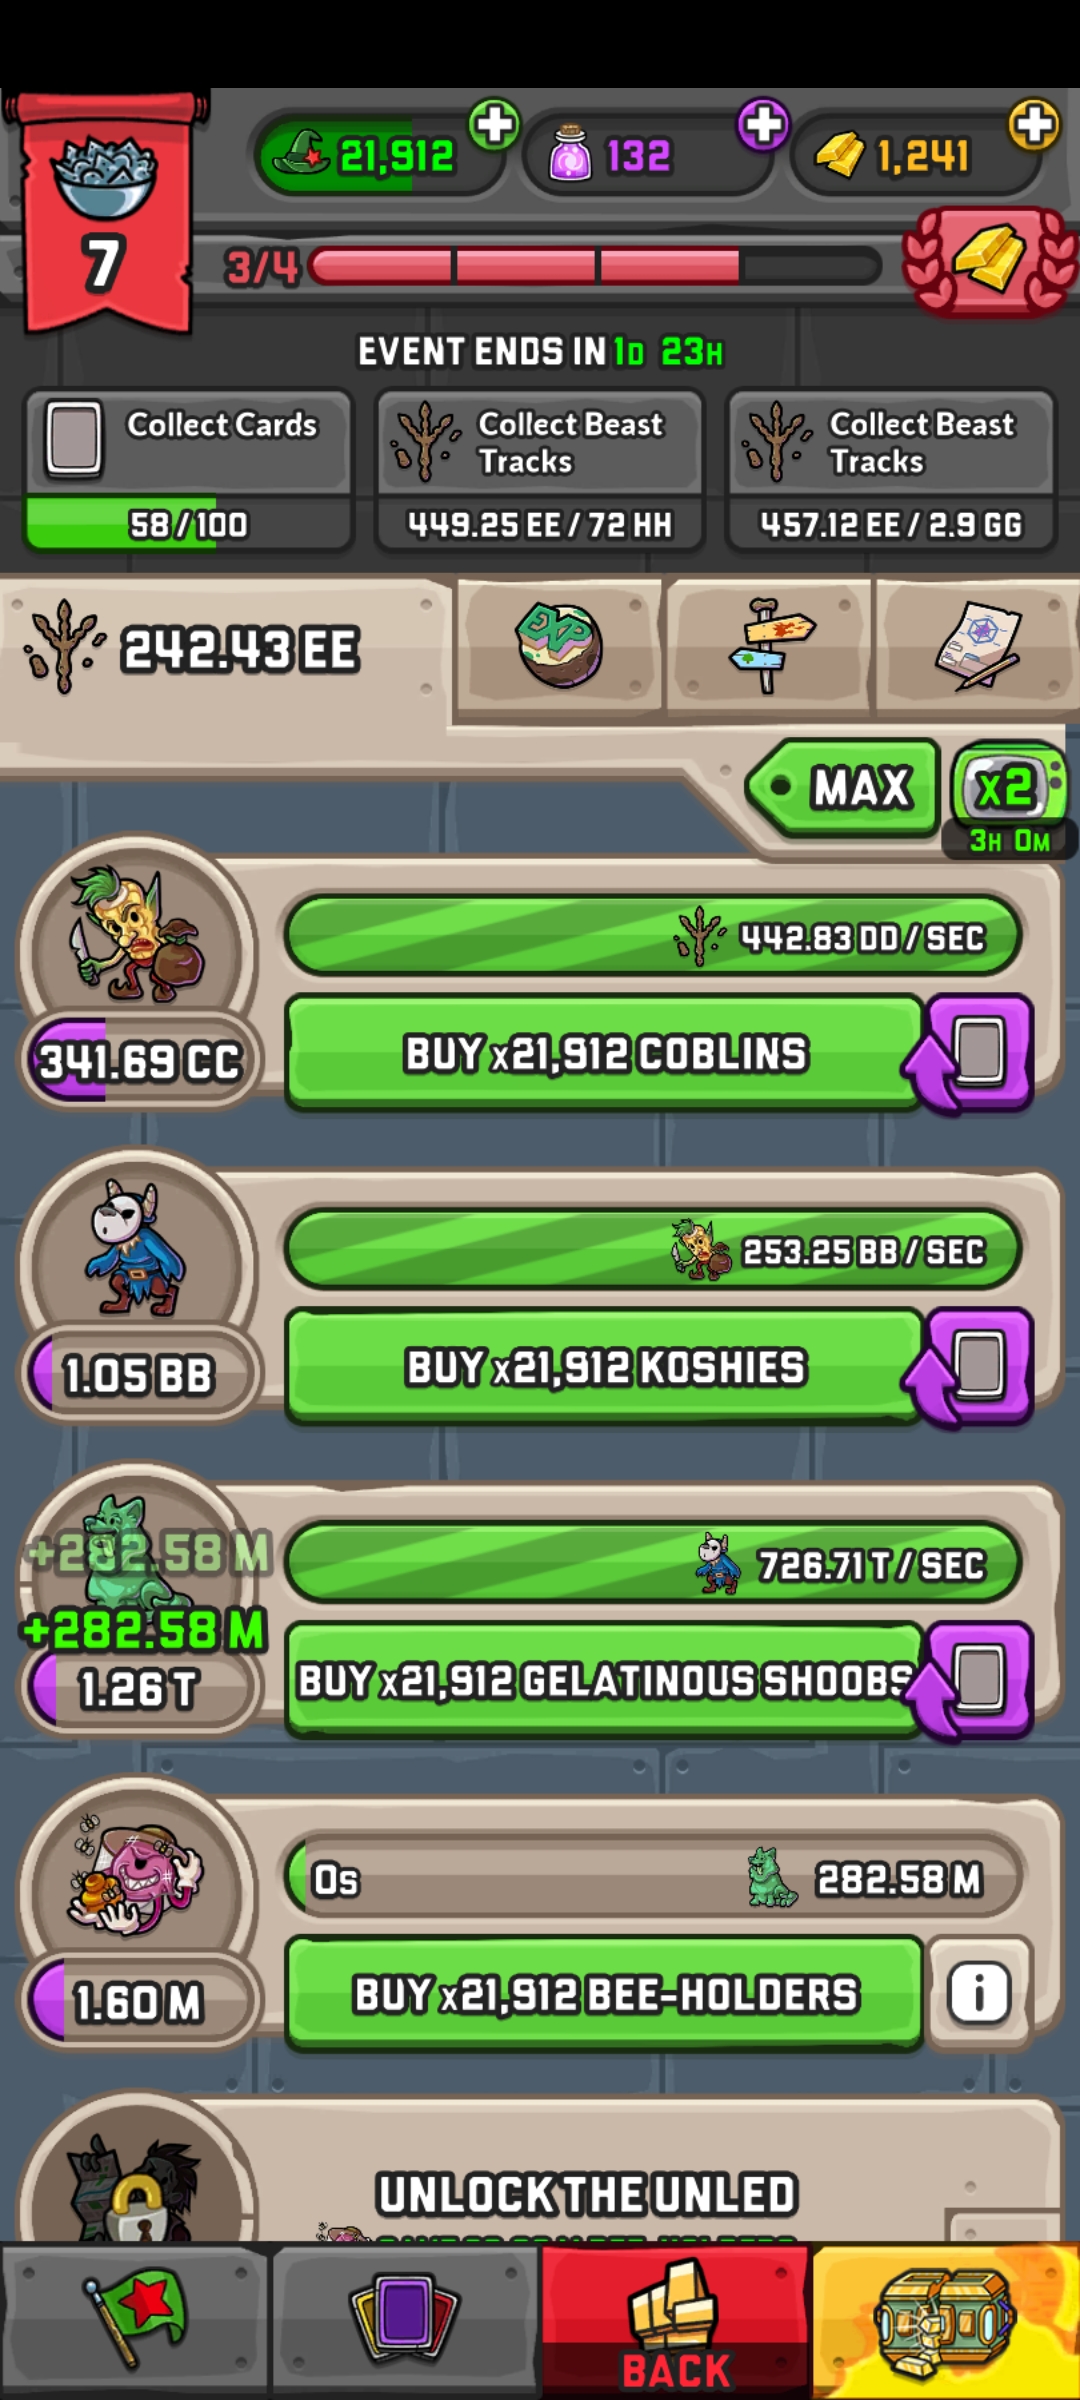 21,912
132
1,241
7
3/4
EVENT ENDS IN 1D 23H
Collect Cards
58 / 100
Collect Beast
Tracks
449.25 EE / 72 HH
Collect Beast
Tracks
457.12 EE / 2.9 GG
242.43 EE
EXP
MAX
x2
3H 0M
442.83 DD / SEC
341.69 CC
BUY x21,912 COBLINS
253.25 BB / SEC
1.05 BB
BUY x21,912 KOSHIES
+282.58 M
+282.58 M
726.71 T / SEC
1.26 T
BUY x21,912 GELATINOUS SHOOBS
0s
282.58 M
1.60 M
BUY x21,912 BEE-HOLDERS
i
UNLOCK THE UNLED
BACK